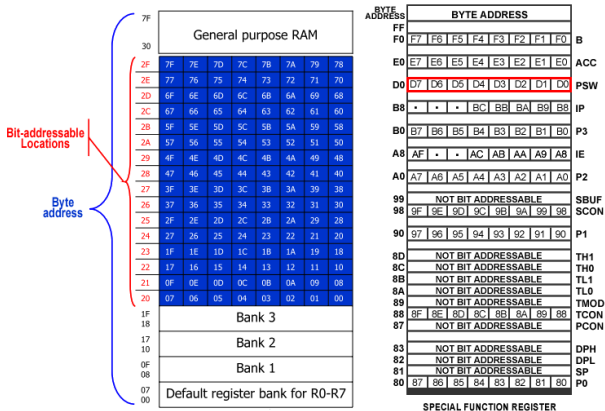 7F
General purpose RAM
30
2F 7F 7E 7D 7C 7B 7A 79 78
2E 77 76 75 74 73 72 71 70
2D 6F 6E 6D 6C 6B 6A 69 68
2C 67 66 65 64 63 62 61 60
2B 5F 5E 5D 5C 5B 5A 59 58
2A 57 56 55 54 53 52 51 50
29 4F 4E 4D 4C 4B 4A 49 48
28 47 46 45 44 43 42 41 40
27 3F 3E 3D 3C 3B 3A 39 38
26 37 36 35 34 33 32 31 30
25 2F 2E 2D 2C 2B 2A 29 28
24 27 26 25 24 23 22 21 20
23 1F 1E 1D 1C 1B 1A 19 18
22 17 16 15 14 13 12 11 10
21 0F 0E 0D 0C 0B 0A 09 08
20 07 06 05 04 03 02 01 00
1F
Bank 3
18
17
Bank 2
10
0F
Bank 1
08
07
Default register bank for R0-R7
00
Bit-addressable
Locations
Byte
address
BYTE
ADDRESS
BYTE ADDRESS
FF
F0 F7 F6 F5 F4 F3 F2 F1 F0 B
E0 E7 E6 E5 E4 E3 E2 E1 E0 ACC
D0 D7 D6 D5 D4 D3 D2 D1 D0 PSW
B8 - - - BC BB BA B9 B8 IP
B0 B7 B6 B5 B4 B3 B2 B1 B0 P3
A8 AF - - AC AB AA A9 A8 IE
A0 A7 A6 A5 A4 A3 A2 A1 A0 P2
99 NOT BIT ADDRESSABLE SBUF
98 9F 9E 9D 9C 9B 9A 99 98 SCON
90 97 96 95 94 93 92 91 90 P1
8D NOT BIT ADDRESSABLE TH1
8C NOT BIT ADDRESSABLE TH0
8B NOT BIT ADDRESSABLE TL1
8A NOT BIT ADDRESSABLE TL0
89 NOT BIT ADDRESSABLE TMOD
88 8F 8E 8D 8C 8B 8A 89 88 TCON
87 NOT BIT ADDRESSABLE PCON
83 NOT BIT ADDRESSABLE DPH
82 NOT BIT ADDRESSABLE DPL
81 NOT BIT ADDRESSABLE SP
80 87 86 85 84 83 82 81 80 P0
SPECIAL FUNCTION REGISTER